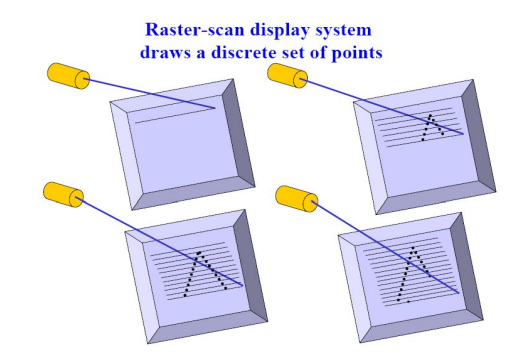 Raster-scan display system
draws a discrete set of points